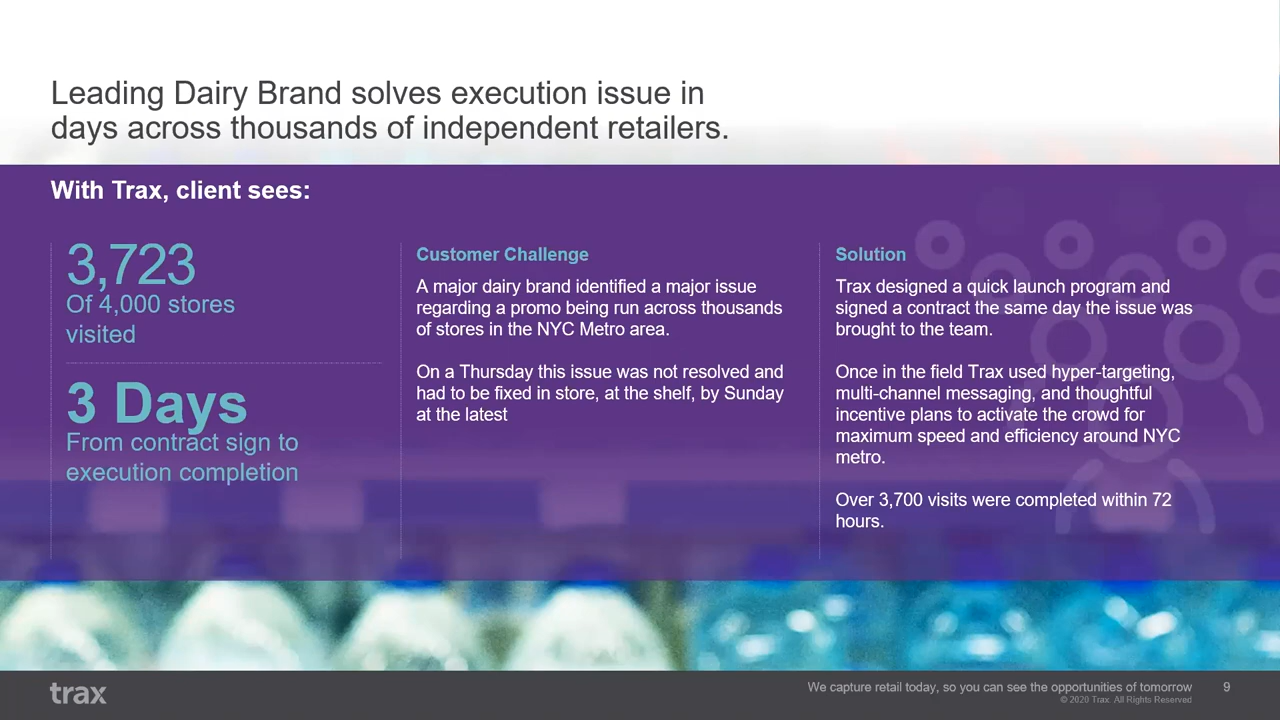 Leading Dairy Brand solves execution issue in
days across thousands of independent retailers.
With Trax, client sees:
3,723
Of 4,000 stores
visited
3 Days
From contract sign to
execution completion
Customer Challenge
A major dairy brand identified a major issue
regarding a promo being run across thousands
of stores in the NYC Metro area.
On a Thursday this issue was not resolved and
had to be fixed in store, at the shelf, by Sunday
at the latest
Solution
Trax designed a quick launch program and
signed a contract the same day the issue was
brought to the team.
Once in the field Trax used hyper-targeting,
multi-channel messaging, and thoughtful
incentive plans to activate the crowd for
maximum speed and efficiency around NYC
metro.
Over 3,700 visits were completed within 72
hours.
trax
We capture retail today, so you can see the opportunities of tomorrow
9
© 2020 Trax All Rights Reserved